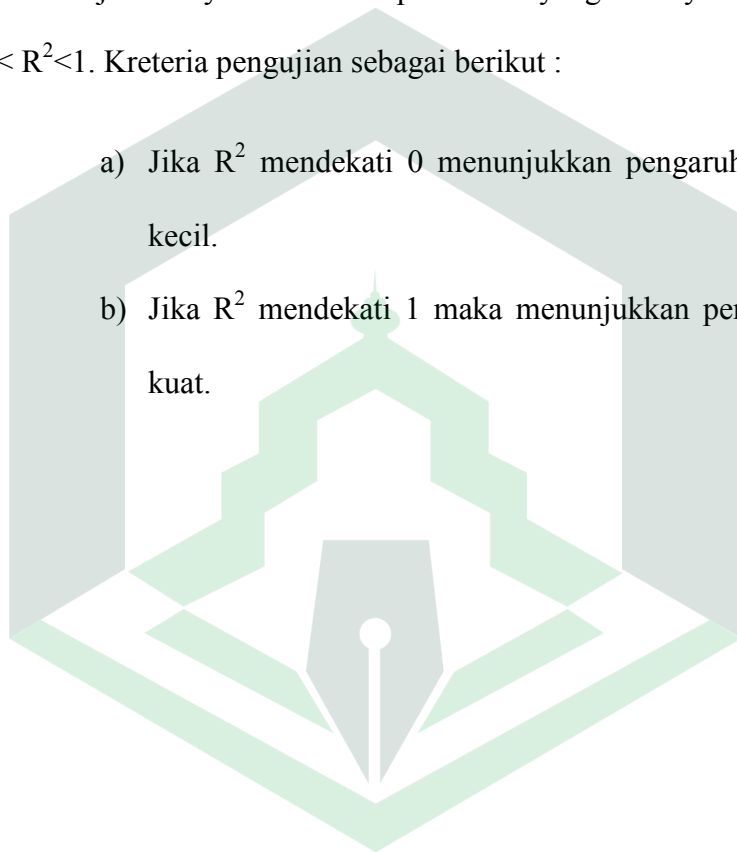 < R²<1. Kreteria pengujian sebagai berikut :
a) Jika R² mendekati 0 menunjukkan pengaruh
kecil.
b) Jika R² mendekati 1 maka menunjukkan
kuat.